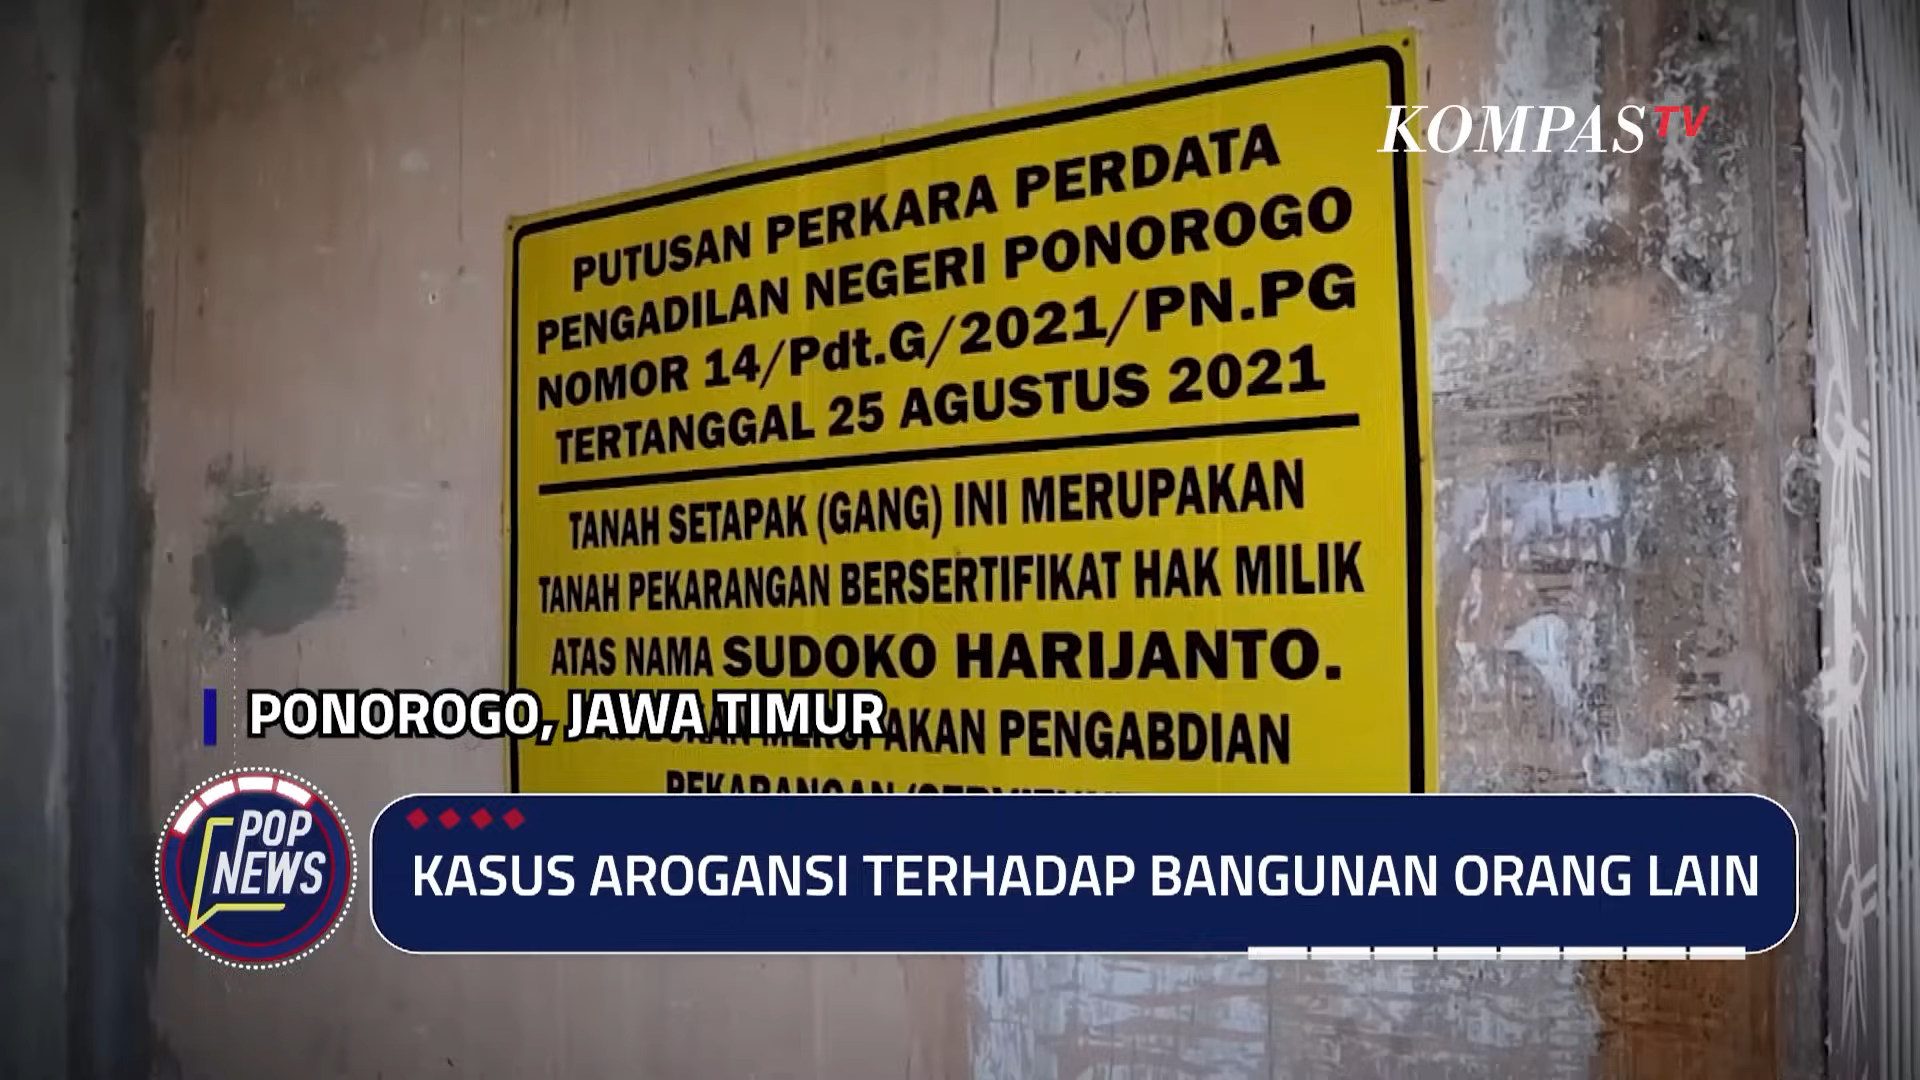 KOMPASTV
PUTUSAN PERKARA PERDATA
PENGADILAN NEGERI PONOROGO
NOMOR 14/Pdt.G/2021/PN.PG
TERTANGGAL 25 AGUSTUS 2021
TANAH SETAPAK (GANG) INI MERUPAKAN
TANAH PEKARANGAN BERSERTIFIKAT HAK MILIK
ATAS NAMA SUDOKO HARIJANTO.
MERUPAKAN PENGABDIAN
PEKARANGAN
PONOROGO, JAWA TIMUR
POP
NEWS
KASUS AROGANSI TERHADAP BANGUNAN ORANG LAIN